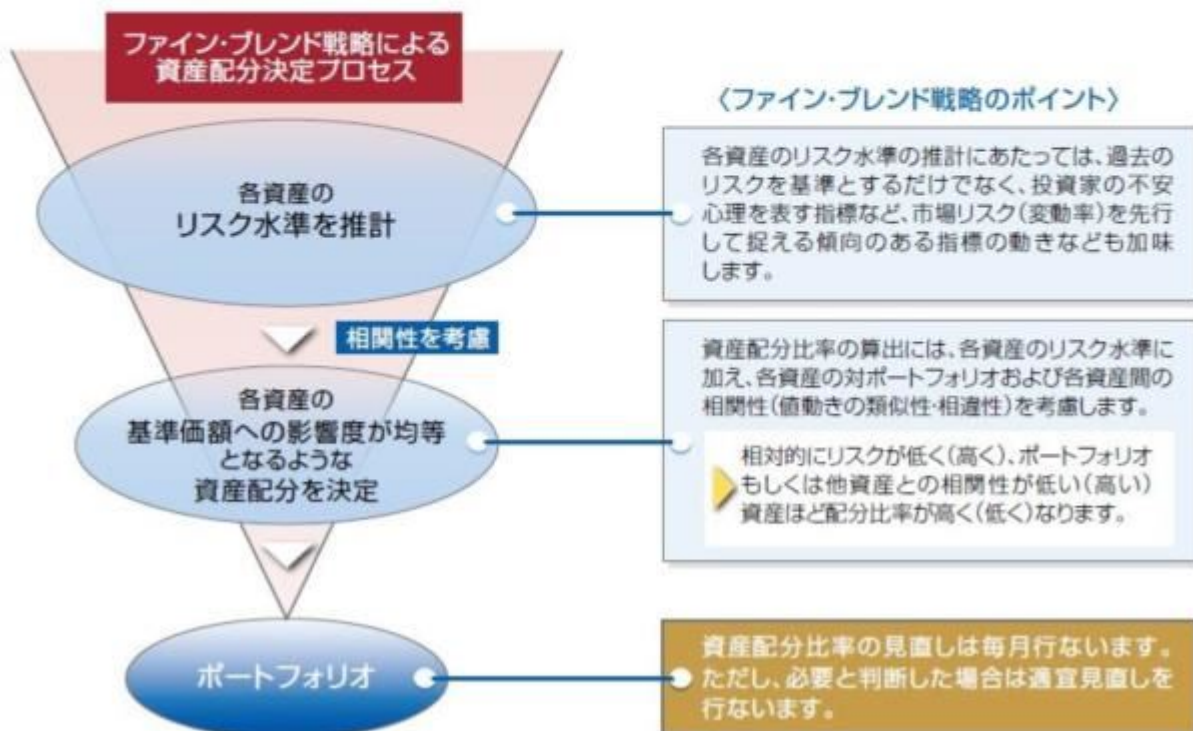 ファイン・ブレンド戦略による
資産配分決定プロセス
各資産の
リスク水準を推計
相関性を考慮
各資産の
基準価額への影響度が均等
となるような
資産配分を決定
ポートフォリオ
〈ファイン・ブレンド戦略のポイント〉
各資産のリスク水準の推計にあたっては、過去の
リスクを基準とするだけでなく、投資家の不安
心理を表す指標など、市場リスク(変動率)を先行
して捉える傾向のある指標の動きなども加味
します。
資産配分比率の算出には、各資産のリスク水準に
加え、各資産の対ポートフォリオおよび各資産間の
相関性(値動きの類似性・相違性)を考慮します。
相対的にリスクが低く(高く)、ポートフォリオ
もしくは他資産との相関性が低い(高い)
資産ほど配分比率が高く(低く)なります。
資産配分比率の見直しは毎月行ないます。
ただし、必要と判断した場合は適宜見直しを
行ないます。